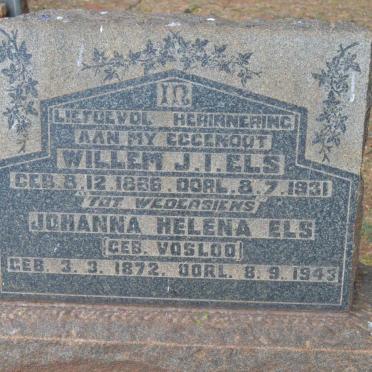 IN
LIEFDEVOL HERINNERING
AAN MY EGGENOOT
WILLEM J.I. ELS
GEB. 8.12.1866. OORL. 8.7.1931
TOT WEDERSIENS
JOHANNA HELENA ELS
(GEB. VOSLOO)
GEB. 3.3.1872. OORL. 8.9.1943